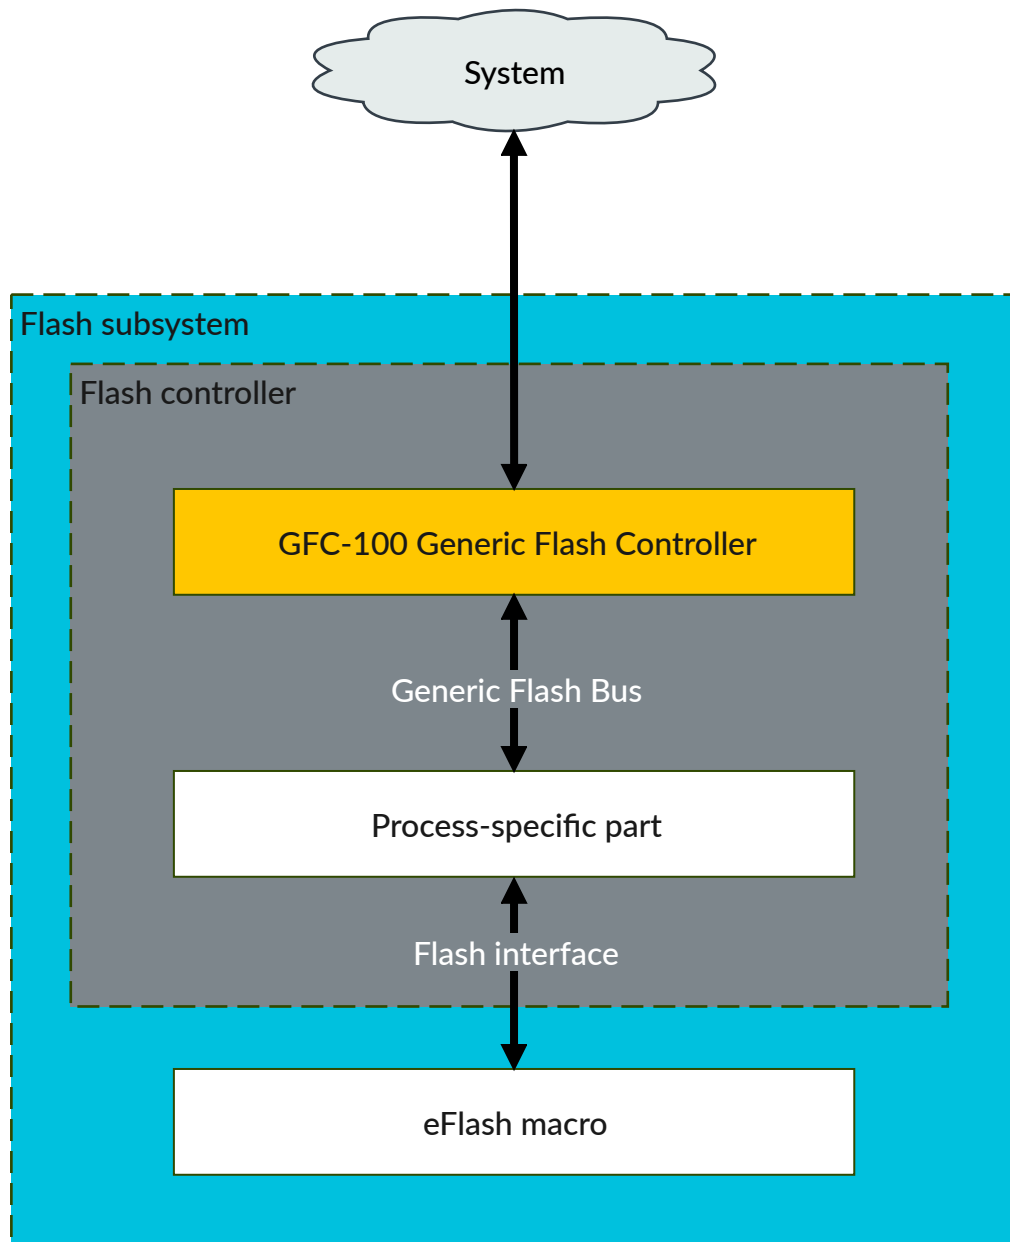 System
Flash subsystem
Flash controller
GFC-100 Generic Flash Controller
Generic Flash Bus
Process-specific part
Flash interface
eFlash macro